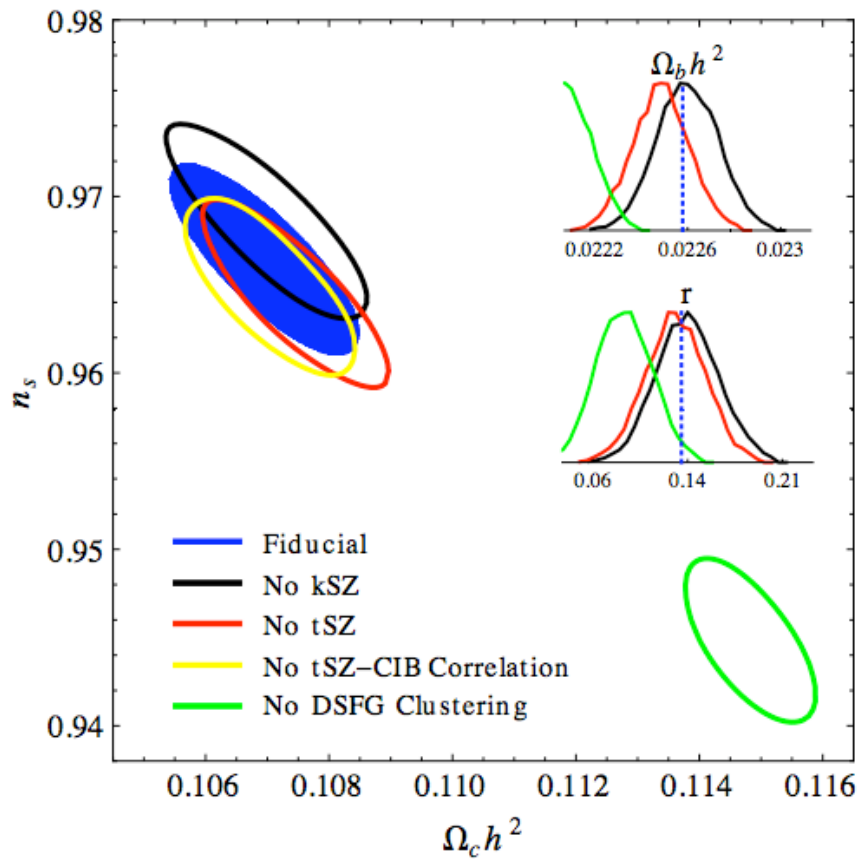 0.98
0.97
0.96
0.95
0.94
n_s
Ω_b h²
0.0222 0.0226 0.023
r
0.06 0.14 0.21
Fiducial
No kSZ
No tSZ
No tSZ−CIB Correlation
No DSFG Clustering
0.106 0.108 0.110 0.112 0.114 0.116
Ω_c h²